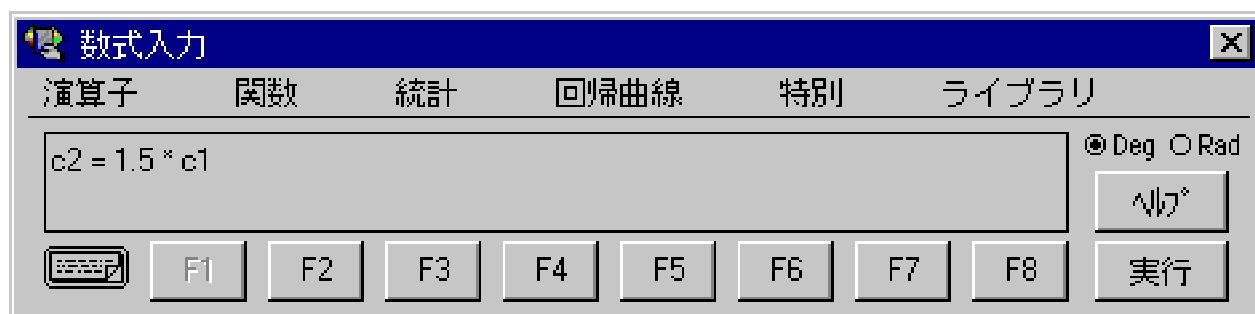 数式入力
演算子 関数 統計 回帰曲線 特別 ライブラリ
c2 = 1.5 * c1
Deg Rad
ﾍﾙﾌﾟ
F1 F2 F3 F4 F5 F6 F7 F8 実行